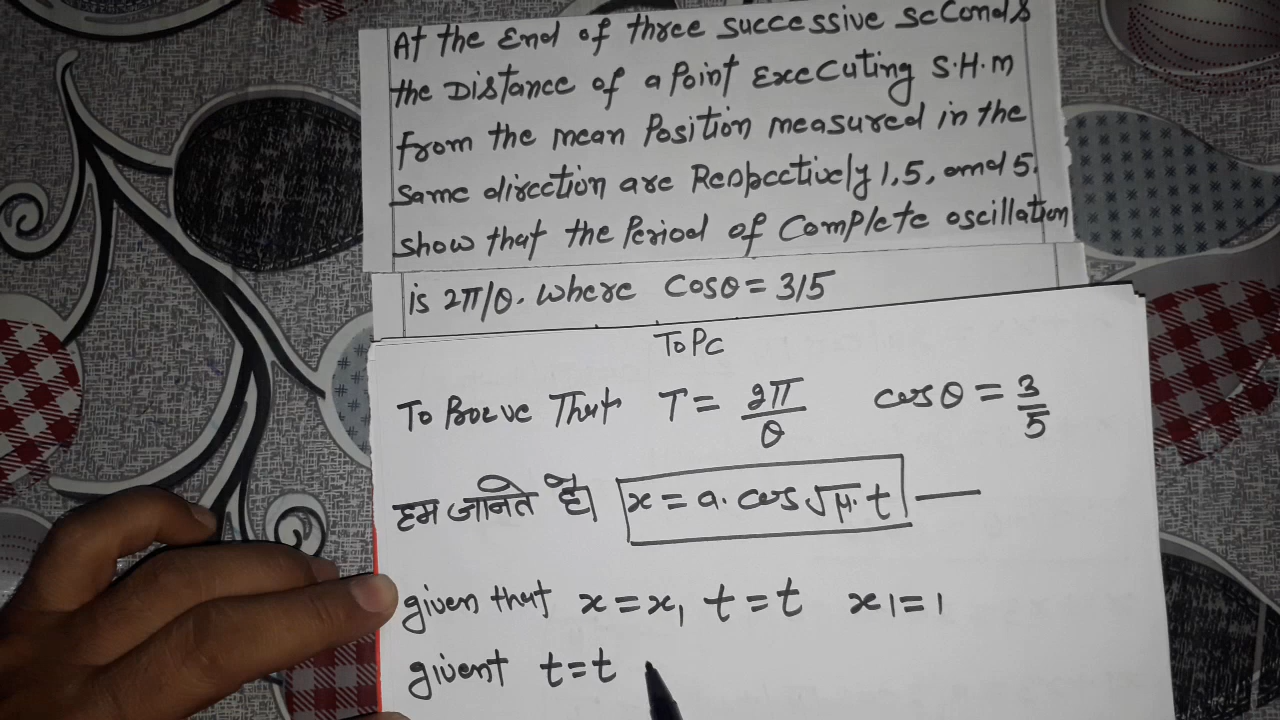 At the End of three successive seconds
the Distance of a Point Executing S.H.M
From the mean Position measured in the
same direction are Respectively 1,5, and 5.
show that the Period of Complete oscillation
is 2π/θ. where cosθ = 3/5
TOPC
To Prove That T = 2π/θ cosθ = 3/5
हम जानते है। x = a. cos √μ. t
given that x = x₁ t = t x₁ = 1
givent t = t